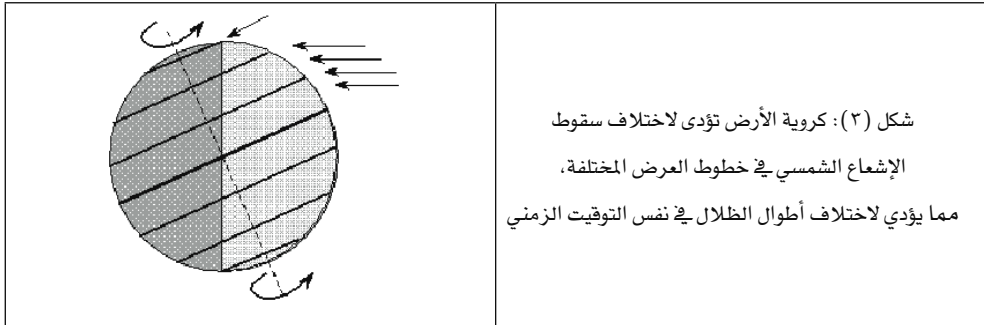 شكل (٣): كروية الأرض تؤدى لاختلاف سقوط
الإشعاع الشمسي في خطوط العرض المختلفة،
مما يؤدي لاختلاف أطوال الظلال في نفس التوقيت الزمني